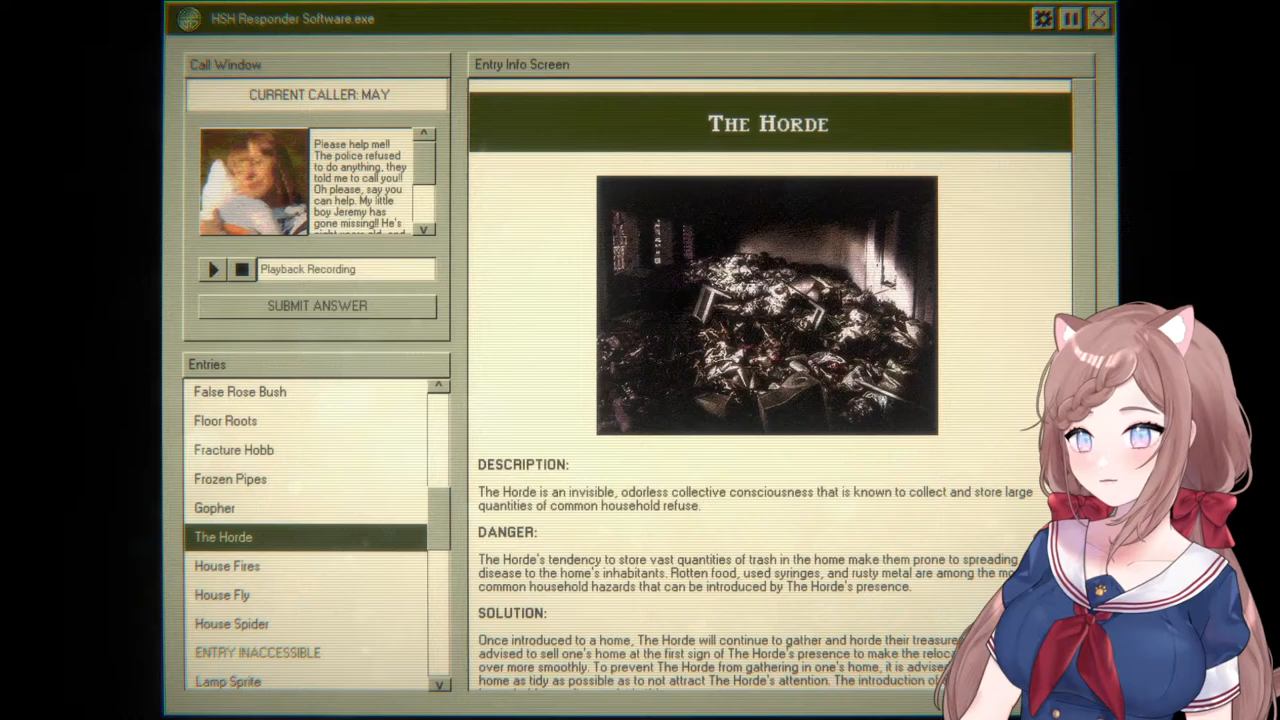 HSH Responder Software.exe
Call Window
CURRENT CALLER: MAY
Please help me!!
The police refused
to do anything, they
told me to call you!!
Oh please, say you
can help. My little
boy Jeremy has
gone missing!! He's
Playback Recording
SUBMIT ANSWER
Entries
False Rose Bush
Floor Roots
Fracture Hobb
Frozen Pipes
Gopher
The Horde
House Fires
House Fly
House Spider
ENTRY INACCESSIBLE
Lamp Sprite
Entry Info Screen
THE HORDE
DESCRIPTION:
The Horde is an invisible, odorless collective consciousness that is known to collect and store large
quantities of common household refuse.
DANGER:
The Horde's tendency to store vast quantities of trash in the home make them prone to spreading
disease to the home's inhabitants. Rotten food, used syringes, and rusty metal are among the
common household hazards that can be introduced by The Horde's presence.
SOLUTION:
Once introduced to a home, The Horde will continue to gather and horde their
advised to sell one's home at the first sign of The Horde's presence to make the
over more smoothly. To prevent The Horde from gathering in one's home, it is
home as tidy as possible as to not attract The Horde's attention. The introduction of